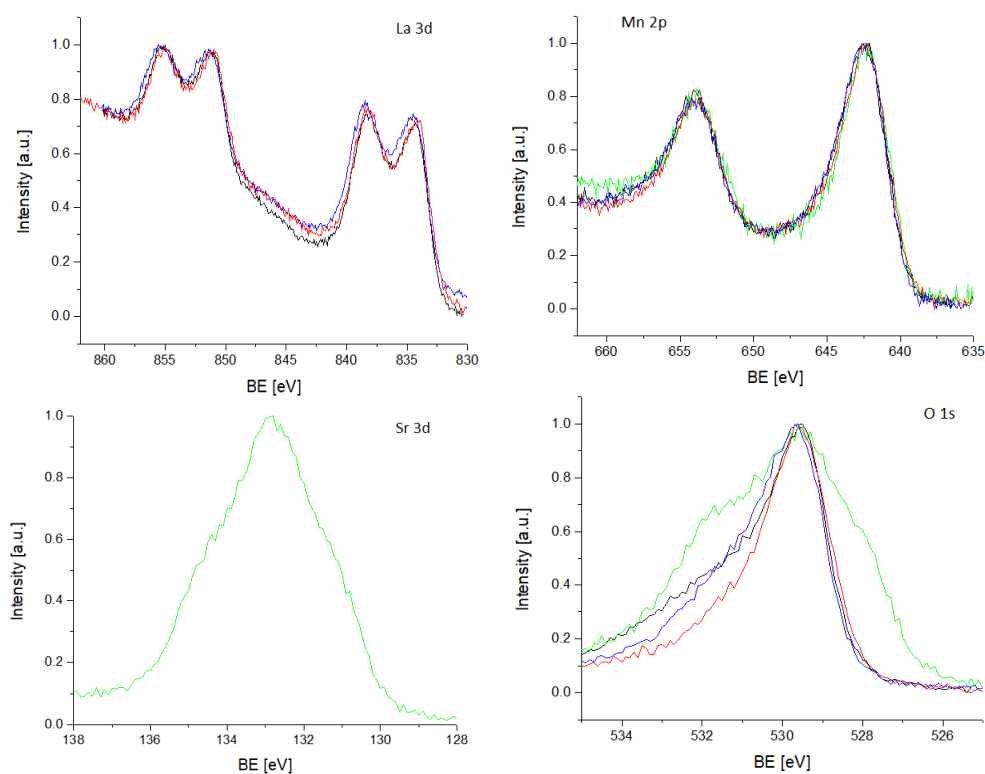 La 3d
1.0
0.8
0.6
0.4
0.2
0.0
Intensity [a.u.]
860 855 850 845 840 835 830
BE [eV]
Mn 2p
1.0
0.8
0.6
0.4
0.2
0.0
Intensity [a.u.]
660 655 650 645 640 635
BE [eV]
Sr 3d
1.0
0.8
0.6
0.4
0.2
0.0
Intensity [a.u.]
138 136 134 132 130 128
BE [eV]
O 1s
1.0
0.8
0.6
0.4
0.2
0.0
Intensity [a.u.]
534 532 530 528 526
BE [eV]